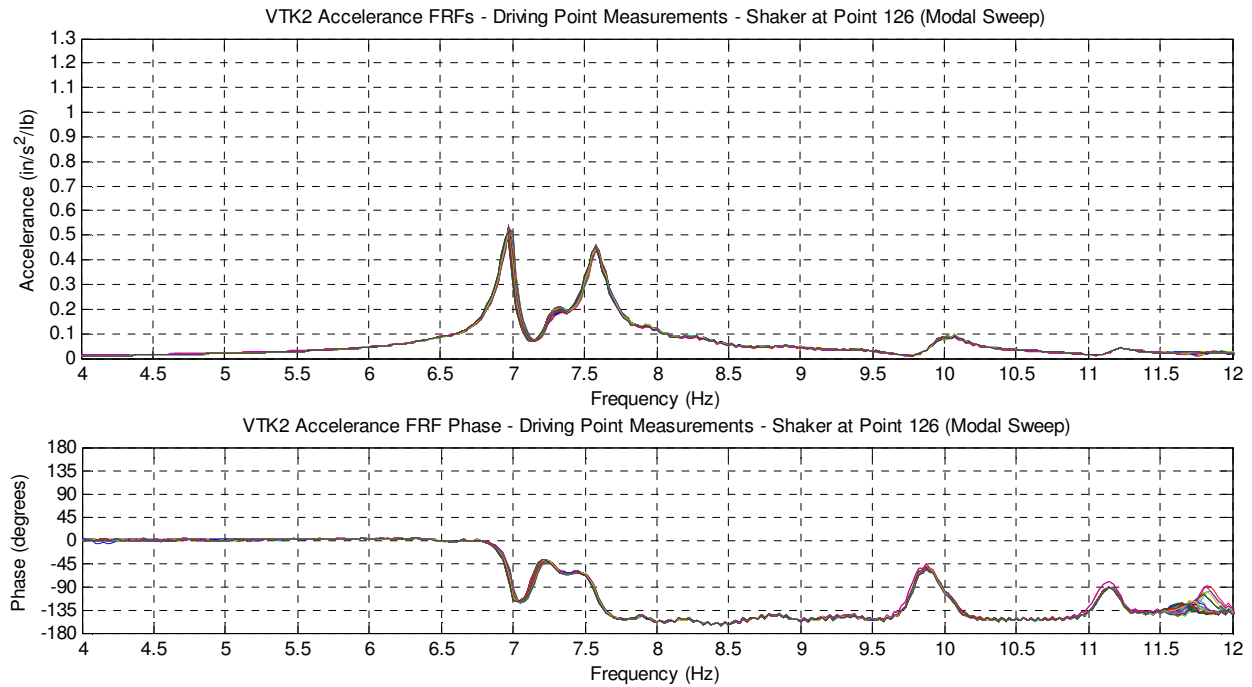 VTK2 Accelerance FRFs - Driving Point Measurements - Shaker at Point 126 (Modal Sweep)
1.3
1.2
1.1
1
0.9
0.8
0.7
0.6
0.5
0.4
0.3
0.2
0.1
0
Accelerance (in/s²/lb)
4 4.5 5 5.5 6 6.5 7 7.5 8 8.5 9 9.5 10 10.5 11 11.5 12
Frequency (Hz)
VTK2 Accelerance FRF Phase - Driving Point Measurements - Shaker at Point 126 (Modal Sweep)
180
135
90
45
0
-45
-90
-135
-180
Phase (degrees)
4 4.5 5 5.5 6 6.5 7 7.5 8 8.5 9 9.5 10 10.5 11 11.5 12
Frequency (Hz)